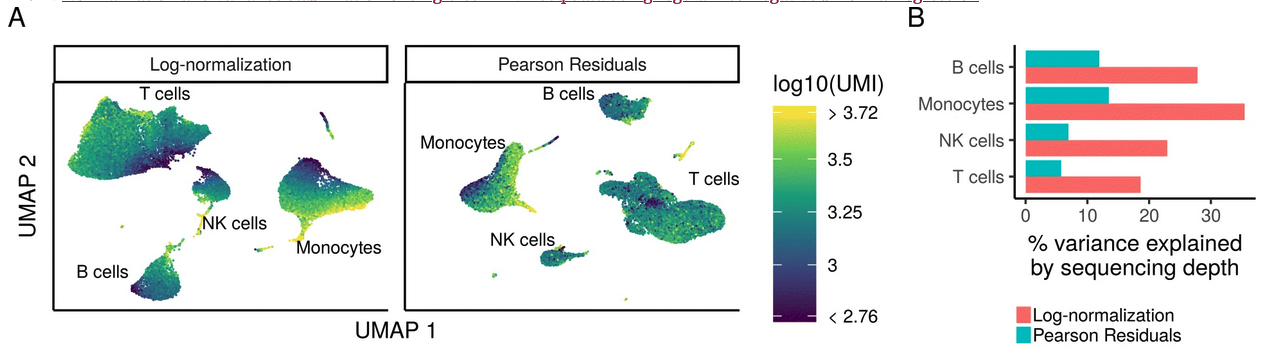 A
B
Log-normalization
Pearson Residuals
T cells
NK cells
Monocytes
B cells
B cells
Monocytes
T cells
NK cells
UMAP 2
UMAP 1
log10(UMI)
> 3.72
3.5
3.25
3
< 2.76
B cells
Monocytes
NK cells
T cells
0 10 20 30
% variance explained
by sequencing depth
Log-normalization
Pearson Residuals